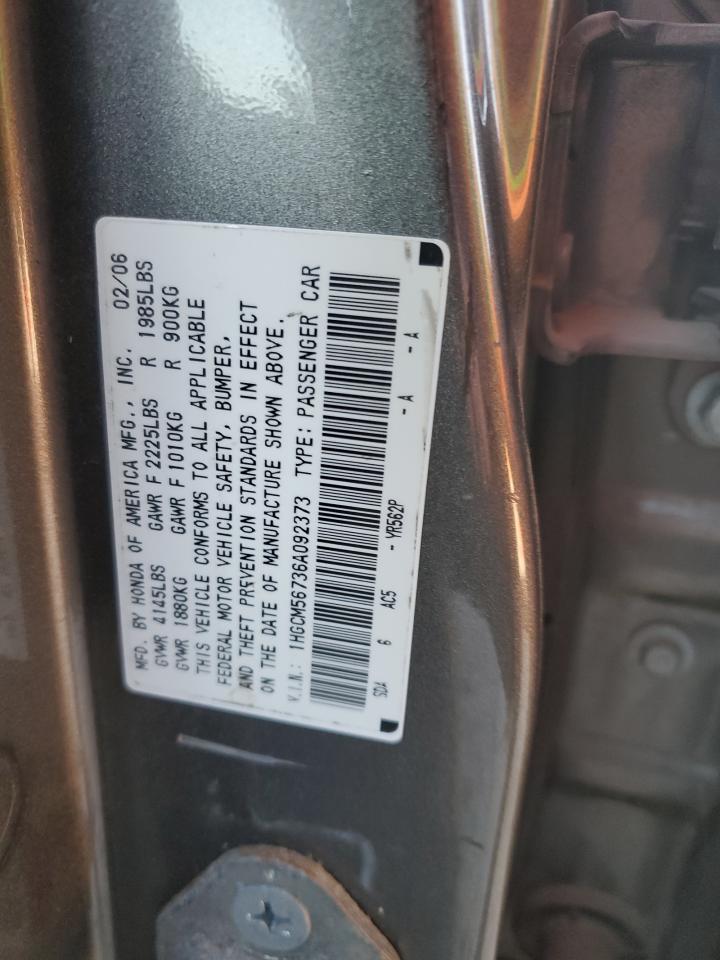 MFD. BY HONDA OF AMERICA MFG., INC. 02/06
GVWR 4145LBS GAWR F 2225LBS R 1985LBS
GVWR 1880KG GAWR F 1010KG R 900KG
THIS VEHICLE CONFORMS TO ALL APPLICABLE
FEDERAL MOTOR VEHICLE SAFETY, BUMPER,
AND THEFT PREVENTION STANDARDS IN EFFECT
ON THE DATE OF MANUFACTURE SHOWN ABOVE.
V.I.N.: 1HGCM56736A092373 TYPE: PASSENGER CAR
SDA 6 AC5 - YR562P - A - A